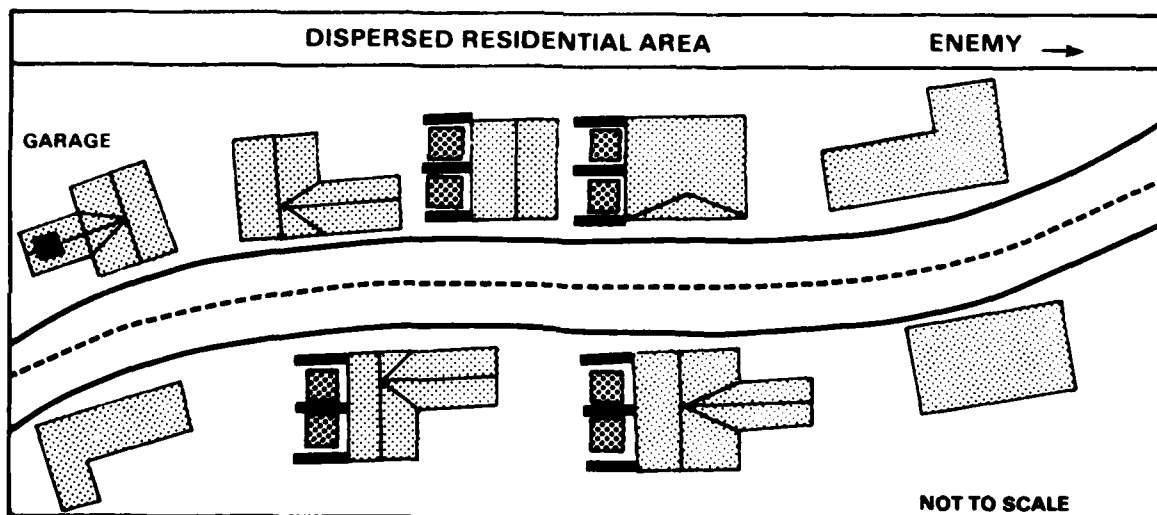 DISPERSED RESIDENTIAL AREA ENEMY →
GARAGE
NOT TO SCALE